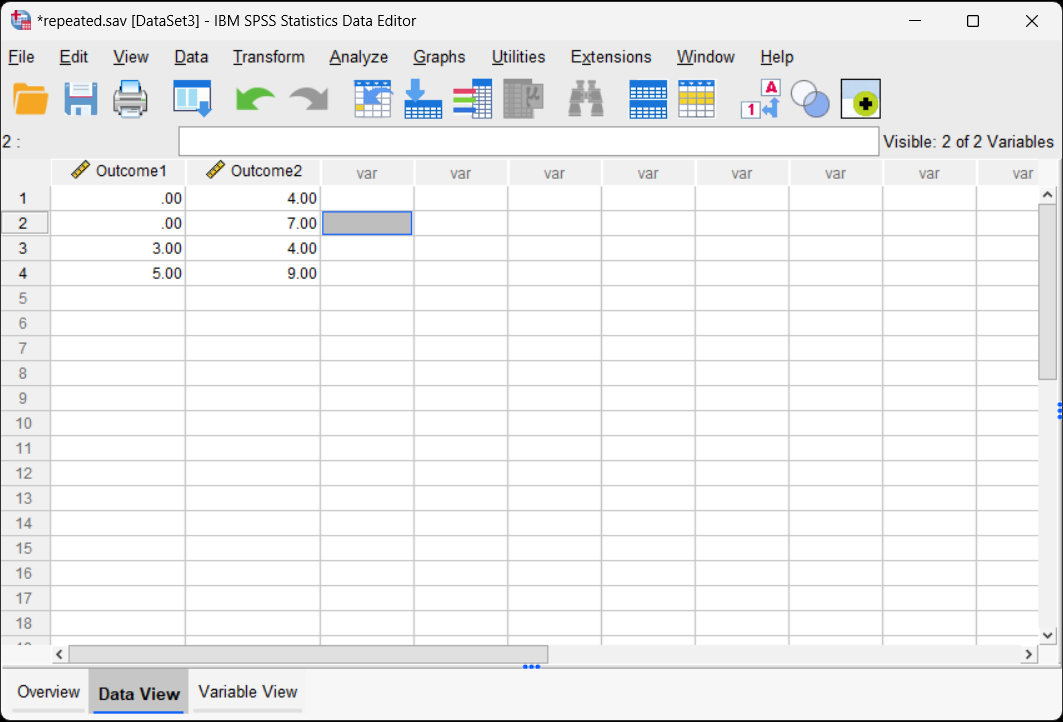 *repeated.sav [DataSet3] - IBM SPSS Statistics Data Editor
File Edit View Data Transform Analyze Graphs Utilities Extensions Window Help
μ A 1
2 : Visible: 2 of 2 Variables
Outcome1 Outcome2 var var var var var var var var
1 .00 4.00
2 .00 7.00
3 3.00 4.00
4 5.00 9.00
5
6
7
8
9
10
11
12
13
14
15
16
17
18
Overview Data View Variable View